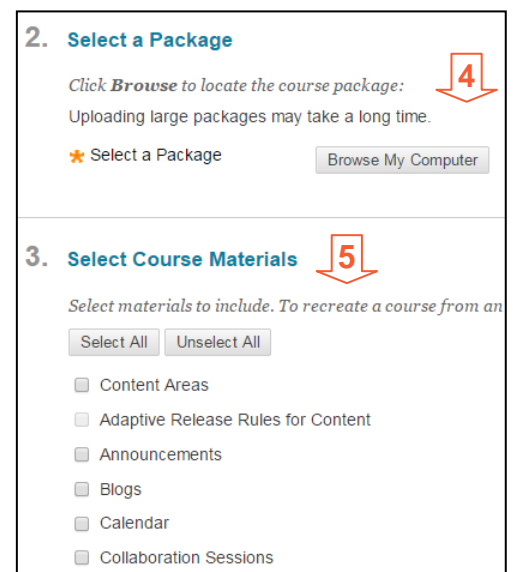 2. Select a Package
Click Browse to locate the course package:
4
Uploading large packages may take a long time.
Select a Package
Browse My Computer
3. Select Course Materials
5
Select materials to include. To recreate a course from an
Select All Unselect All
Content Areas
Adaptive Release Rules for Content
Announcements
Blogs
Calendar
Collaboration Sessions